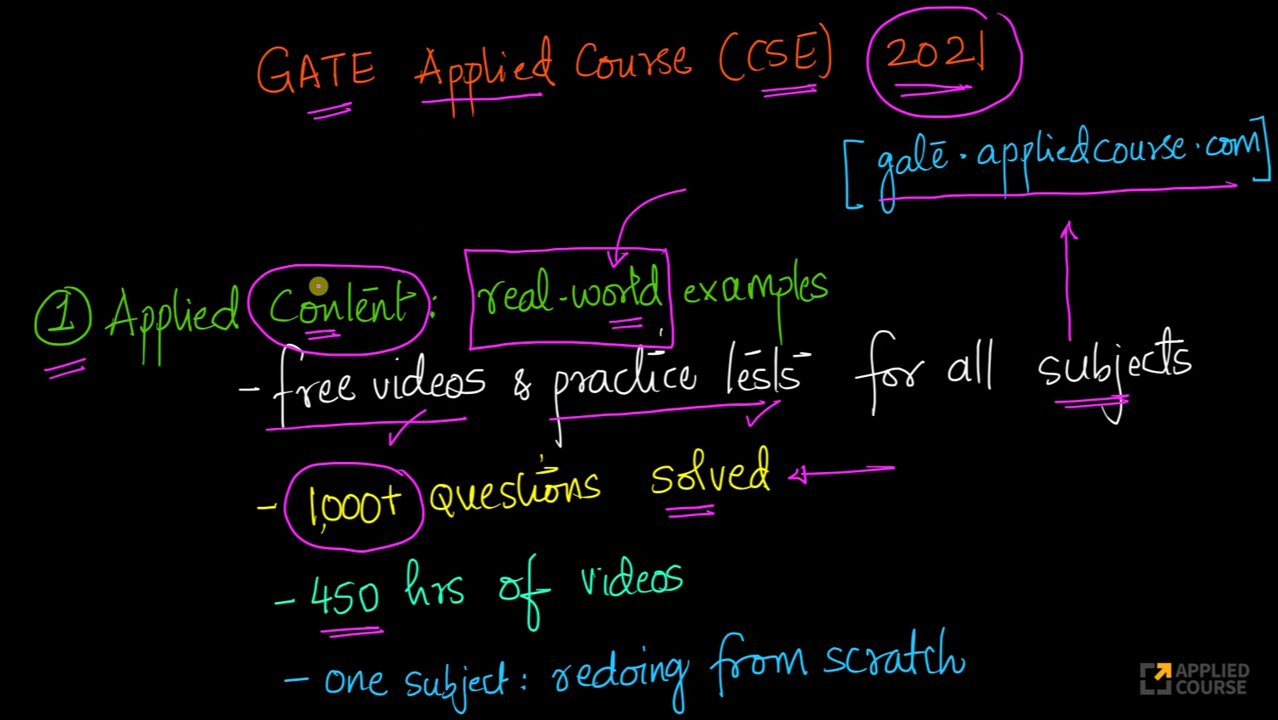 GATE Applied Course (CSE) 2021
[gate.appliedcourse.com]
1 Applied Content: real-world examples
- free videos & practice tests for all subjects
- 1,000+ questions solved
- 450 hrs of videos
- one subject: redoing from scratch
APPLIED
COURSE